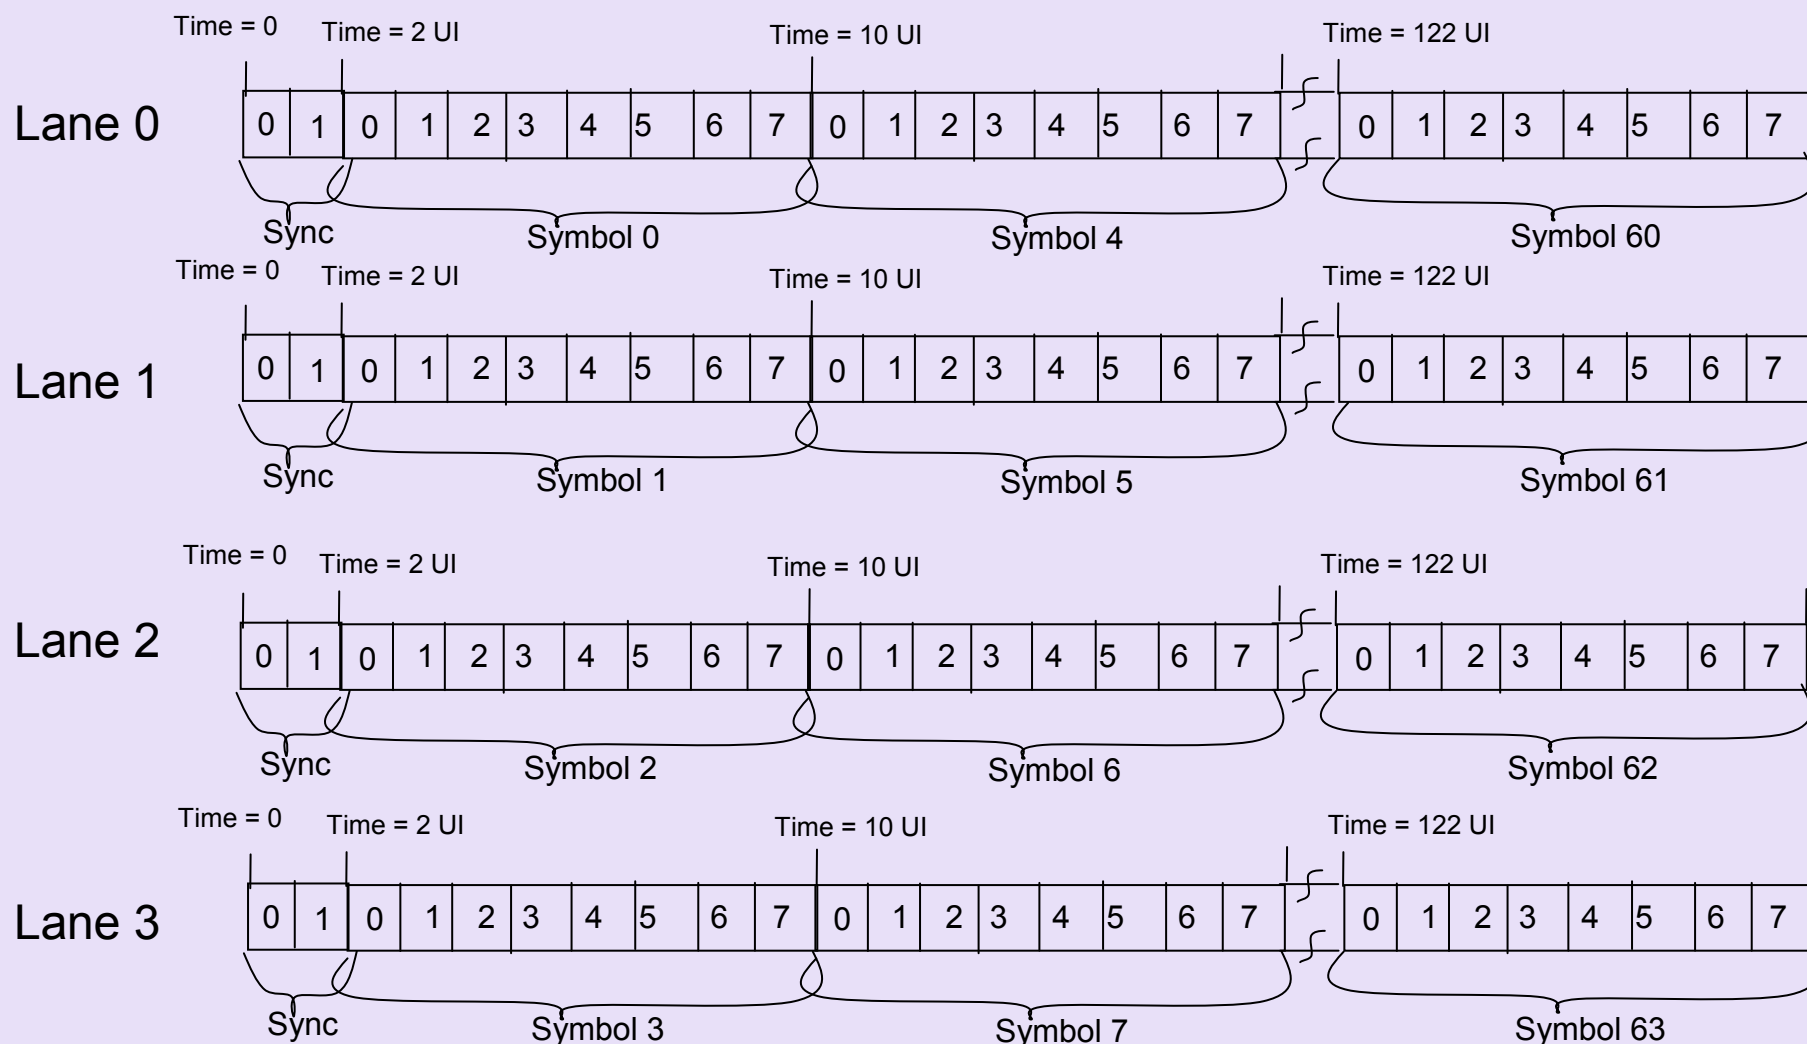 Time = 0 Time = 2 UI Time = 10 UI Time = 122 UI
Lane 0 0 1 0 1 2 3 4 5 6 7 0 1 2 3 4 5 6 7 0 1 2 3 4 5 6 7
Sync Symbol 0 Symbol 4 Symbol 60
Time = 0 Time = 2 UI Time = 10 UI Time = 122 UI
Lane 1 0 1 0 1 2 3 4 5 6 7 0 1 2 3 4 5 6 7 0 1 2 3 4 5 6 7
Sync Symbol 1 Symbol 5 Symbol 61
Time = 0 Time = 2 UI Time = 10 UI Time = 122 UI
Lane 2 0 1 0 1 2 3 4 5 6 7 0 1 2 3 4 5 6 7 0 1 2 3 4 5 6 7
Sync Symbol 2 Symbol 6 Symbol 62
Time = 0 Time = 2 UI Time = 10 UI Time = 122 UI
Lane 3 0 1 0 1 2 3 4 5 6 7 0 1 2 3 4 5 6 7 0 1 2 3 4 5 6 7
Sync Symbol 3 Symbol 7 Symbol 63